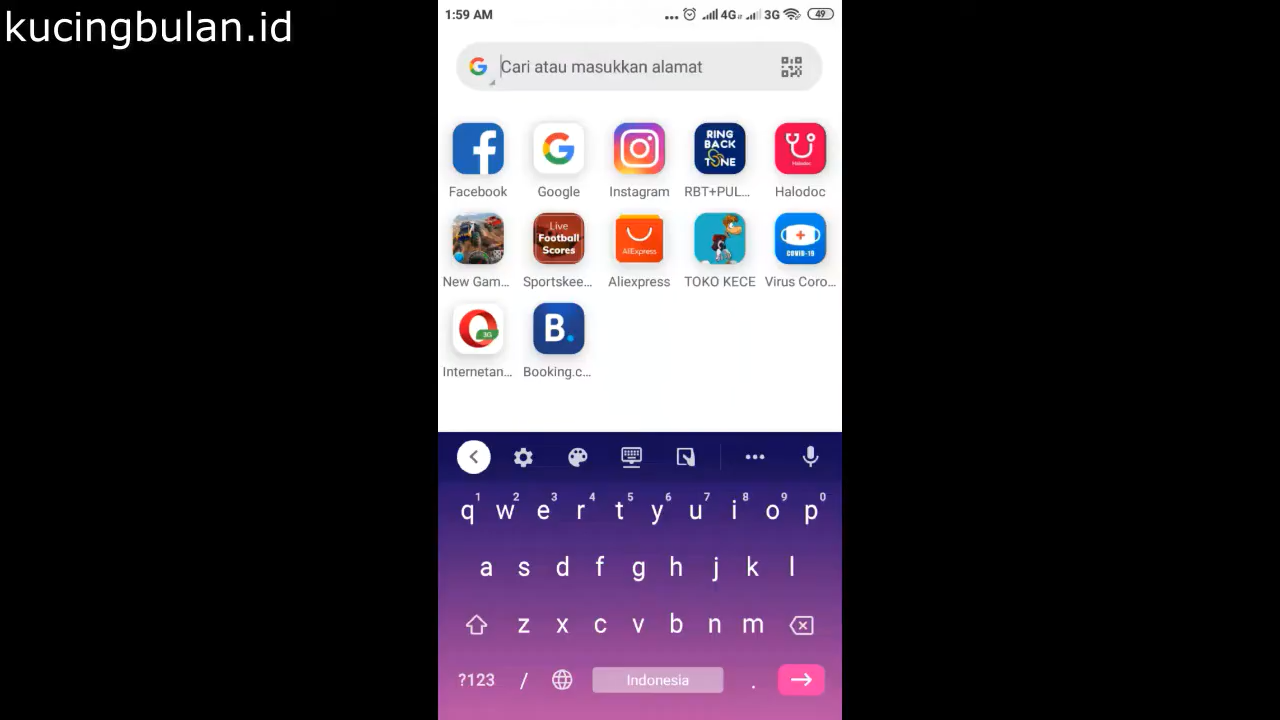 kucingbulan.id
1:59 AM 4G 3G 49
Cari atau masukkan alamat
RING BACK TONE
Halodoc
Facebook Google Instagram RBT+PUL... Halodoc
Live Football Scores
AliExpress
COVID-19
New Gam... Sportskee... Aliexpress TOKO KECE Virus Coro...
3G
B.
Internetan... Booking.c...
1 2 3 4 5 6 7 8 9 0
q w e r t y u i o p
a s d f g h j k l
z x c v b n m
?123 / Indonesia .